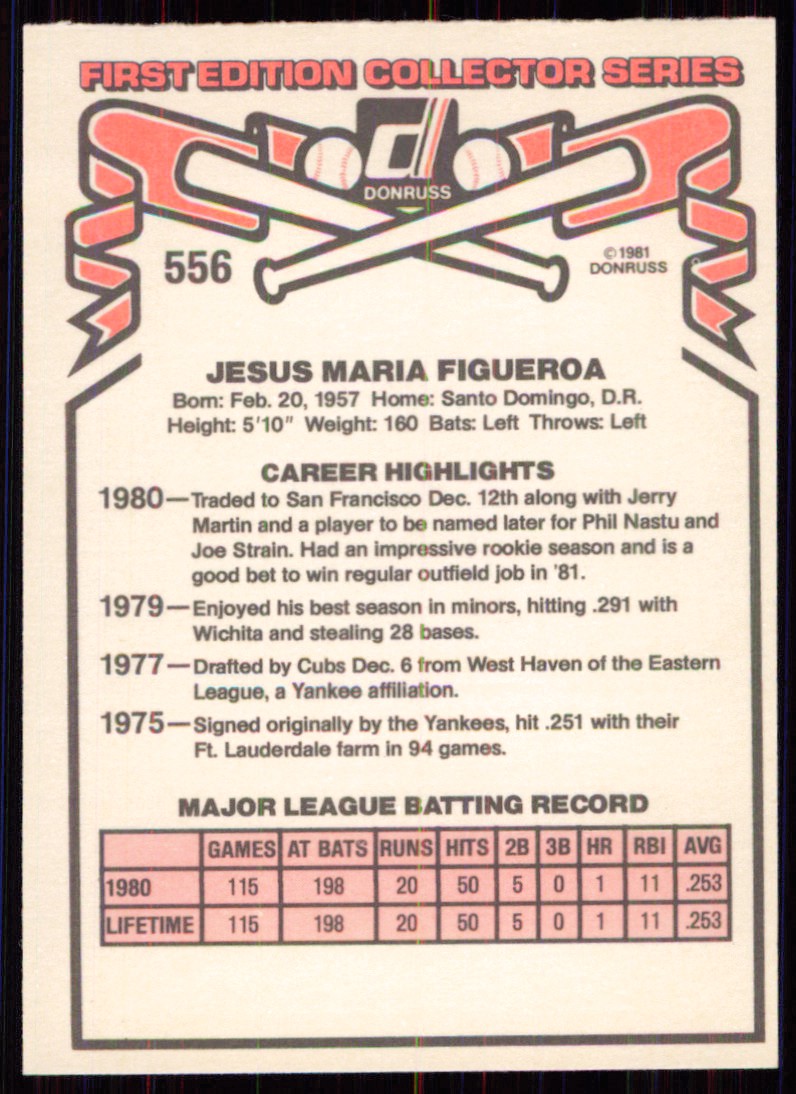 FIRST EDITION COLLECTOR SERIES
d
DONRUSS
556
©1981
DONRUSS
JESUS MARIA FIGUEROA
Born: Feb. 20, 1957 Home: Santo Domingo, D.R.
Height: 5'10" Weight: 160 Bats: Left Throws: Left
CAREER HIGHLIGHTS
1980—Traded to San Francisco Dec. 12th along with Jerry
Martin and a player to be named later for Phil Nastu and
Joe Strain. Had an impressive rookie season and is a
good bet to win regular outfield job in '81.
1979—Enjoyed his best season in minors, hitting .291 with
Wichita and stealing 28 bases.
1977—Drafted by Cubs Dec. 6 from West Haven of the Eastern
League, a Yankee affiliation.
1975—Signed originally by the Yankees, hit .251 with their
Ft. Lauderdale farm in 94 games.
MAJOR LEAGUE BATTING RECORD
GAMES AT BATS RUNS HITS 2B 3B HR RBI AVG
1980 115 198 20 50 5 0 1 11 .253
LIFETIME 115 198 20 50 5 0 1 11 .253